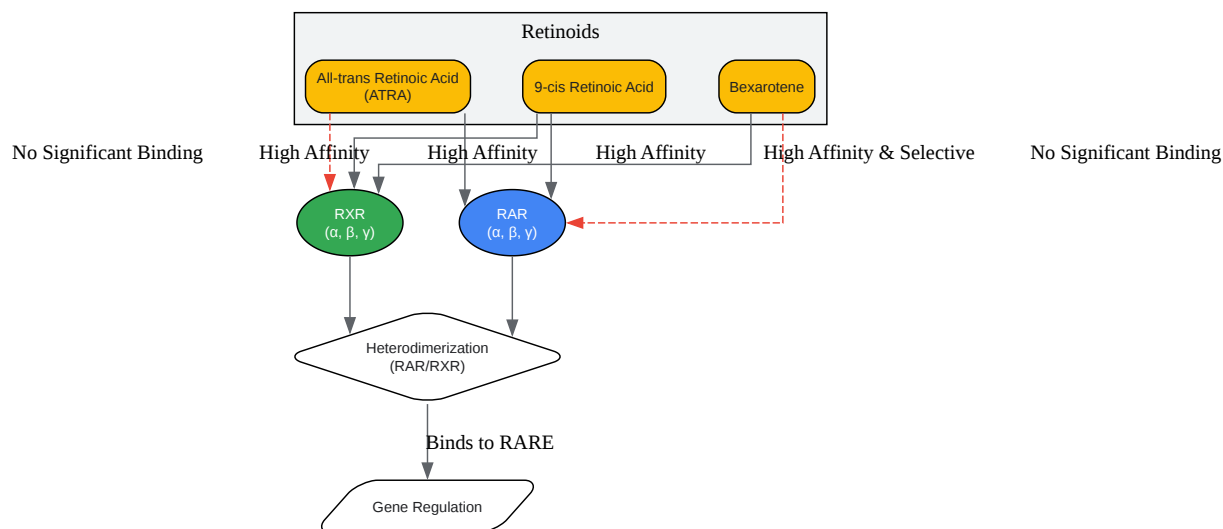 Retinoids
All-trans Retinoic Acid
(ATRA)
9-cis Retinoic Acid
Bexarotene
No Significant Binding
High Affinity
High Affinity
High Affinity
High Affinity & Selective
No Significant Binding
RXR
(α, β, γ)
RAR
(α, β, γ)
Heterodimerization
(RAR/RXR)
Binds to RARE
Gene Regulation